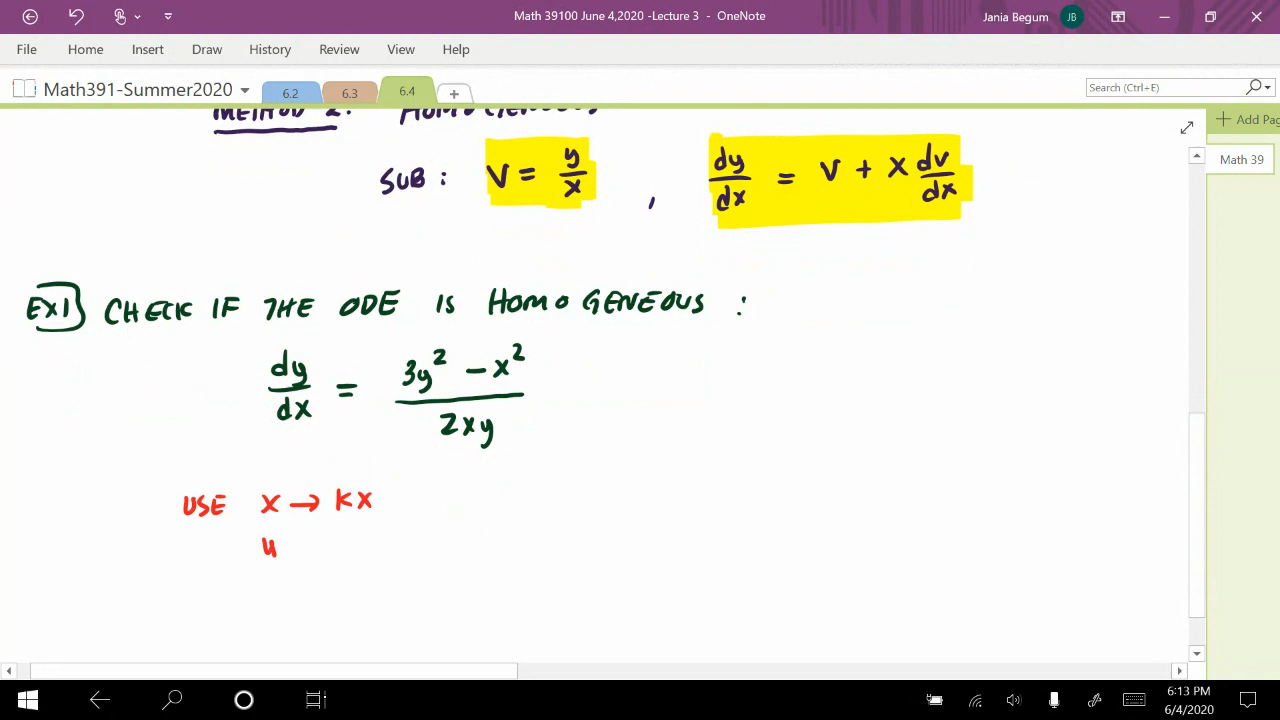 Math 39100 June 4,2020 -Lecture 3 - OneNote
Jania Begum JB
File Home Insert Draw History Review View Help
Math391-Summer2020 6.2 6.3 6.4
Search (Ctrl+E)
Add Pag
Math 39
METHOD 2: HOMOGENEOUS
SUB: V = y/x , dy/dx = V + x dv/dx
EX1) CHECK IF THE ODE IS HOMOGENEOUS :
dy/dx = (3y² - x²)/(2xy)
USE x → kx
6:13 PM
6/4/2020